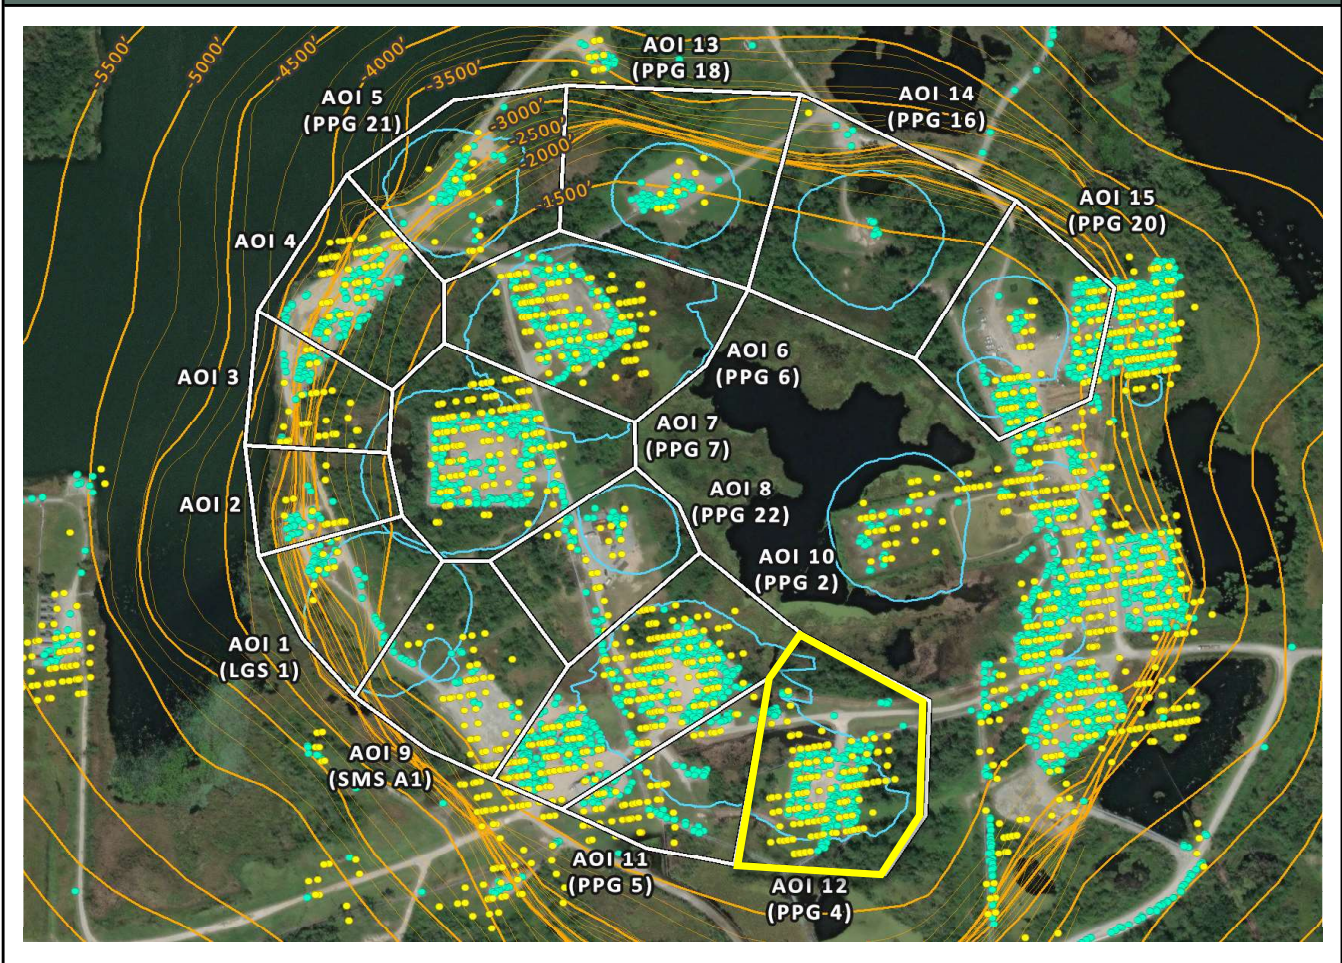 -5500'
-5000'
-4500'
-4000'
-3500'
-3000'
-2500'
-2000'
-1500'
AOI 13
(PPG 18)
AOI 5
(PPG 21)
AOI 14
(PPG 16)
AOI 15
(PPG 20)
AOI 4
AOI 3
AOI 6
(PPG 6)
AOI 7
(PPG 7)
AOI 2
AOI 8
(PPG 22)
AOI 10
(PPG 2)
AOI 1
(LGS 1)
AOI 9
(SMS A1)
AOI 11
(PPG 5)
AOI 12
(PPG 4)